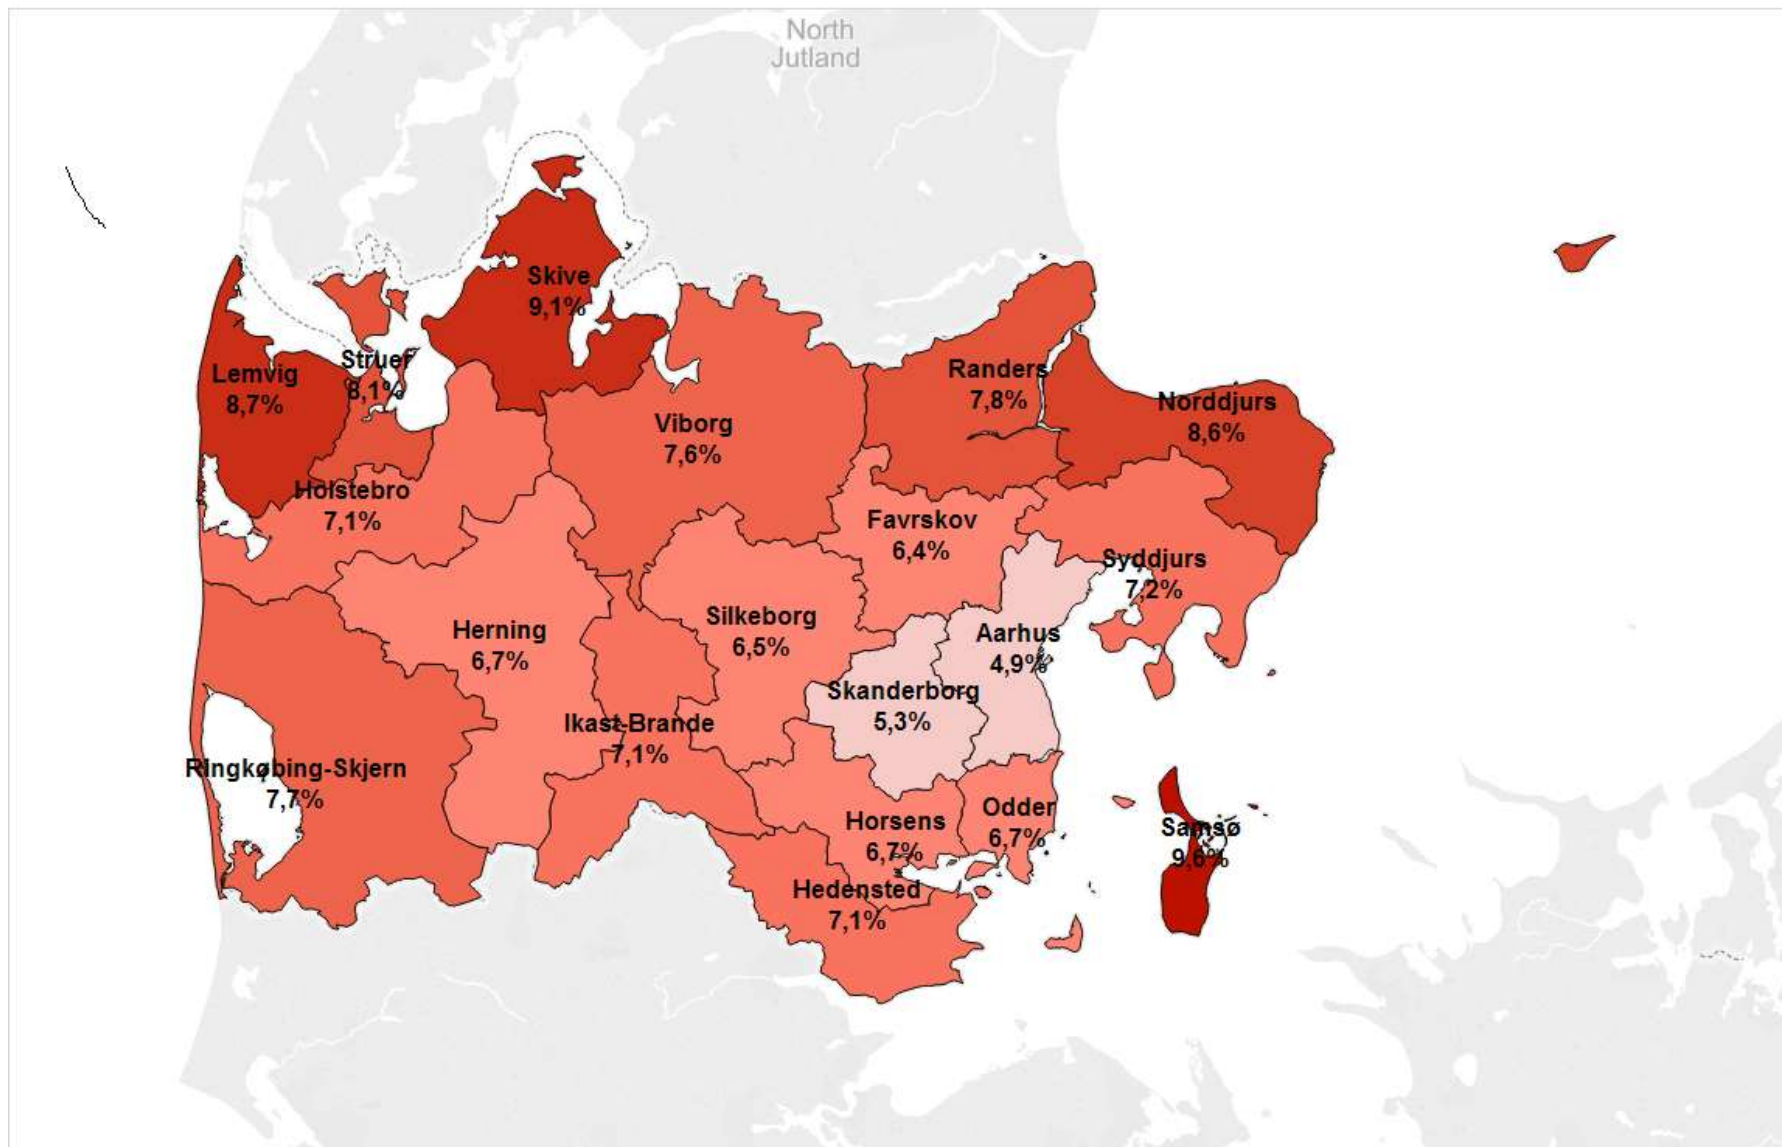 North
Jutland
Skive
9,1%
Struer
8,1%
Lemvig
8,7%
Randers
7,8%
Norddjurs
8,6%
Viborg
7,6%
Holstebro
7,1%
Favrskov
6,4%
Syddjurs
7,2%
Herning
6,7%
Silkeborg
6,5%
Aarhus
4,9%
Skanderborg
5,3%
Ikast-Brande
7,1%
RIngkøbing-Skjern
7,7%
Horsens
6,7%
Odder
6,7%
Samsø
9,6%
Hedensted
7,1%